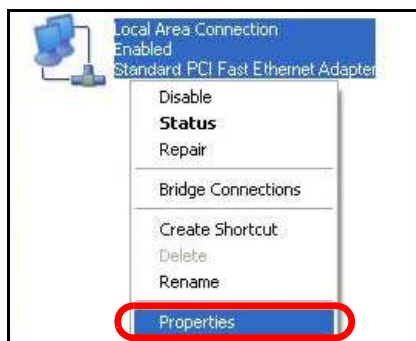 Local Area Connection
Enabled
Standard PCI Fast Ethernet Adapter
Disable
Status
Repair
Bridge Connections
Create Shortcut
Delete
Rename
Properties